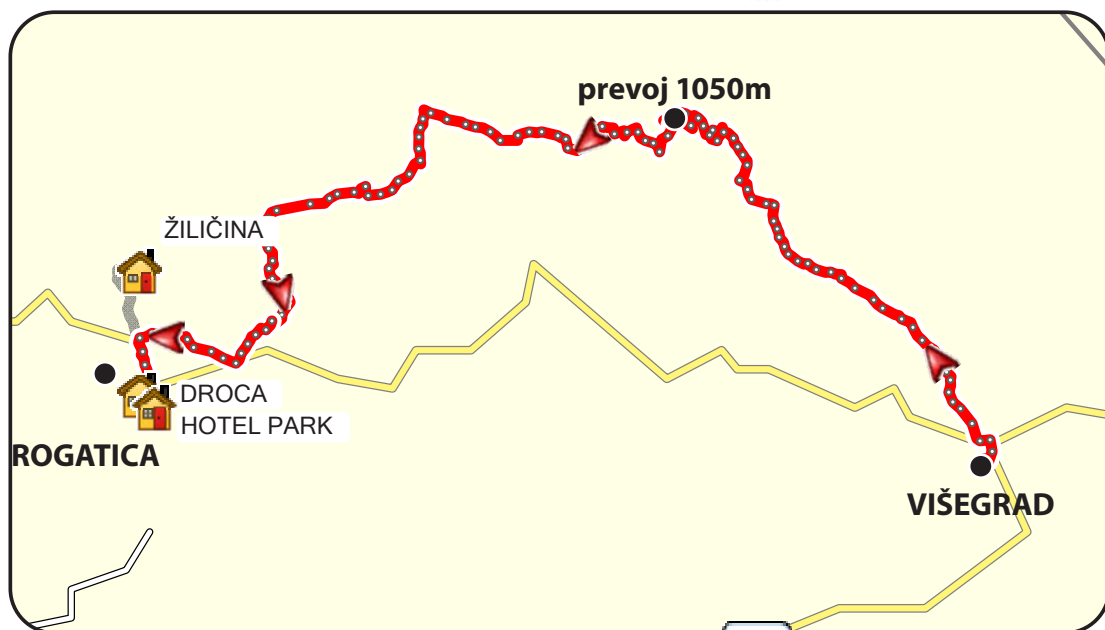 prevoj 1050m
ŽILIČINA
DROCA
HOTEL PARK
ROGATICA
VIŠEGRAD